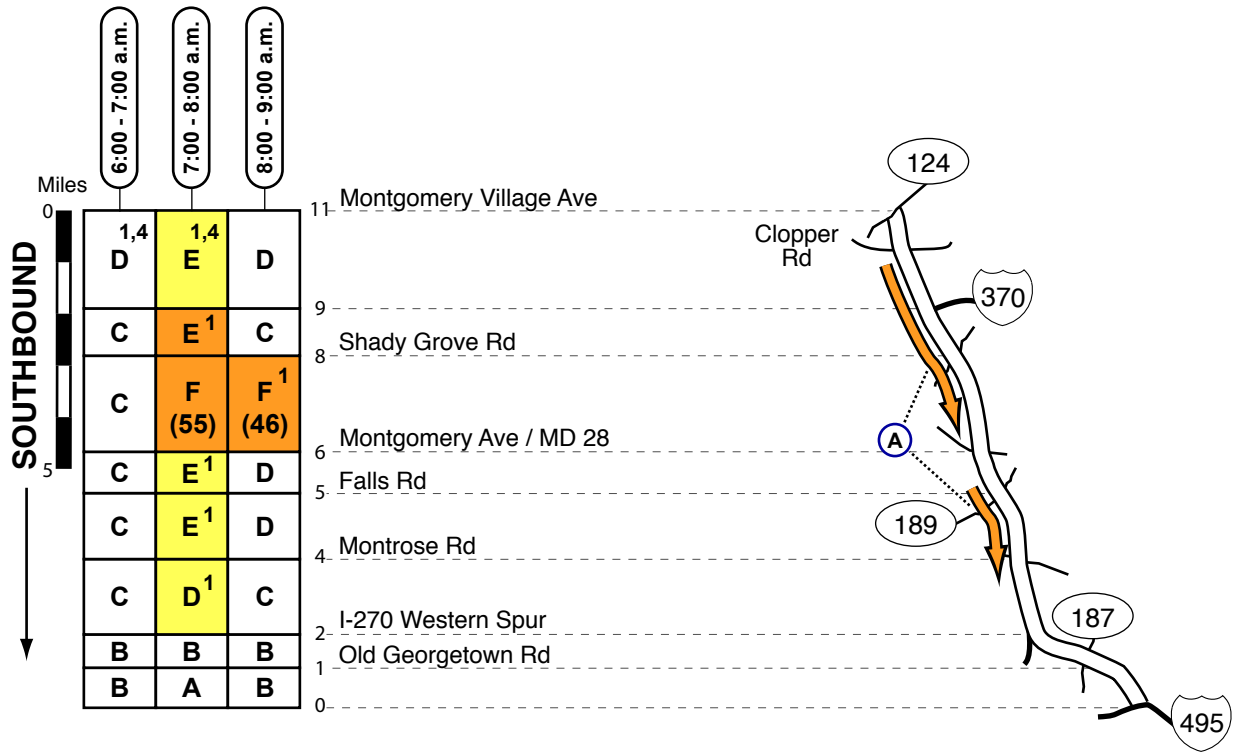 6:00 - 7:00 a.m.
7:00 - 8:00 a.m.
8:00 - 9:00 a.m.
Miles
0
5
SOUTHBOUND
D 1,4
E 1,4
D
C
E 1
C
C
F
(55)
F 1
(46)
C
E 1
D
C
E 1
D
C
D 1
C
B
B
B
B
A
B
11
Montgomery Village Ave
9
Shady Grove Rd
8
Montgomery Ave / MD 28
6
Falls Rd
5
Montrose Rd
4
I-270 Western Spur
2
Old Georgetown Rd
1
0
124
Clopper
Rd
370
A
189
187
495